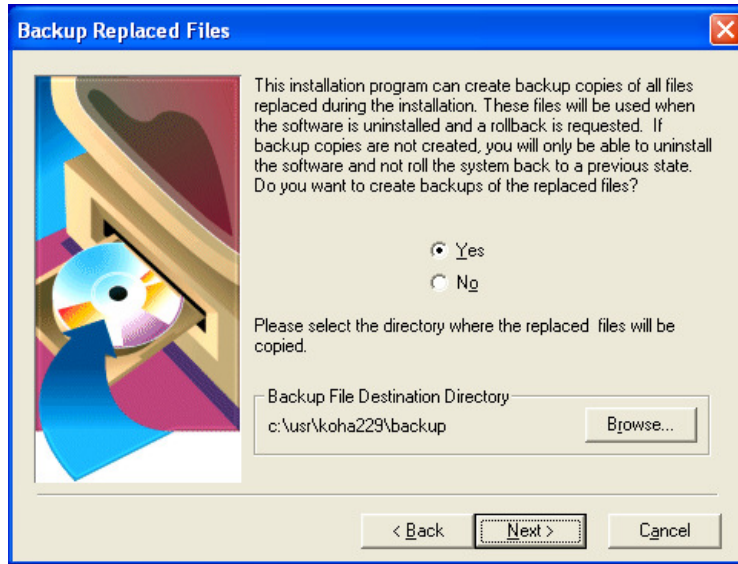 Backup Replaced Files
This installation program can create backup copies of all files
replaced during the installation. These files will be used when
the software is uninstalled and a rollback is requested. If
backup copies are not created, you will only be able to uninstall
the software and not roll the system back to a previous state.
Do you want to create backups of the replaced files?
Yes
No
Please select the directory where the replaced files will be
copied.
Backup File Destination Directory
c:\usr\koha229\backup
Browse...
< Back
Next >
Cancel